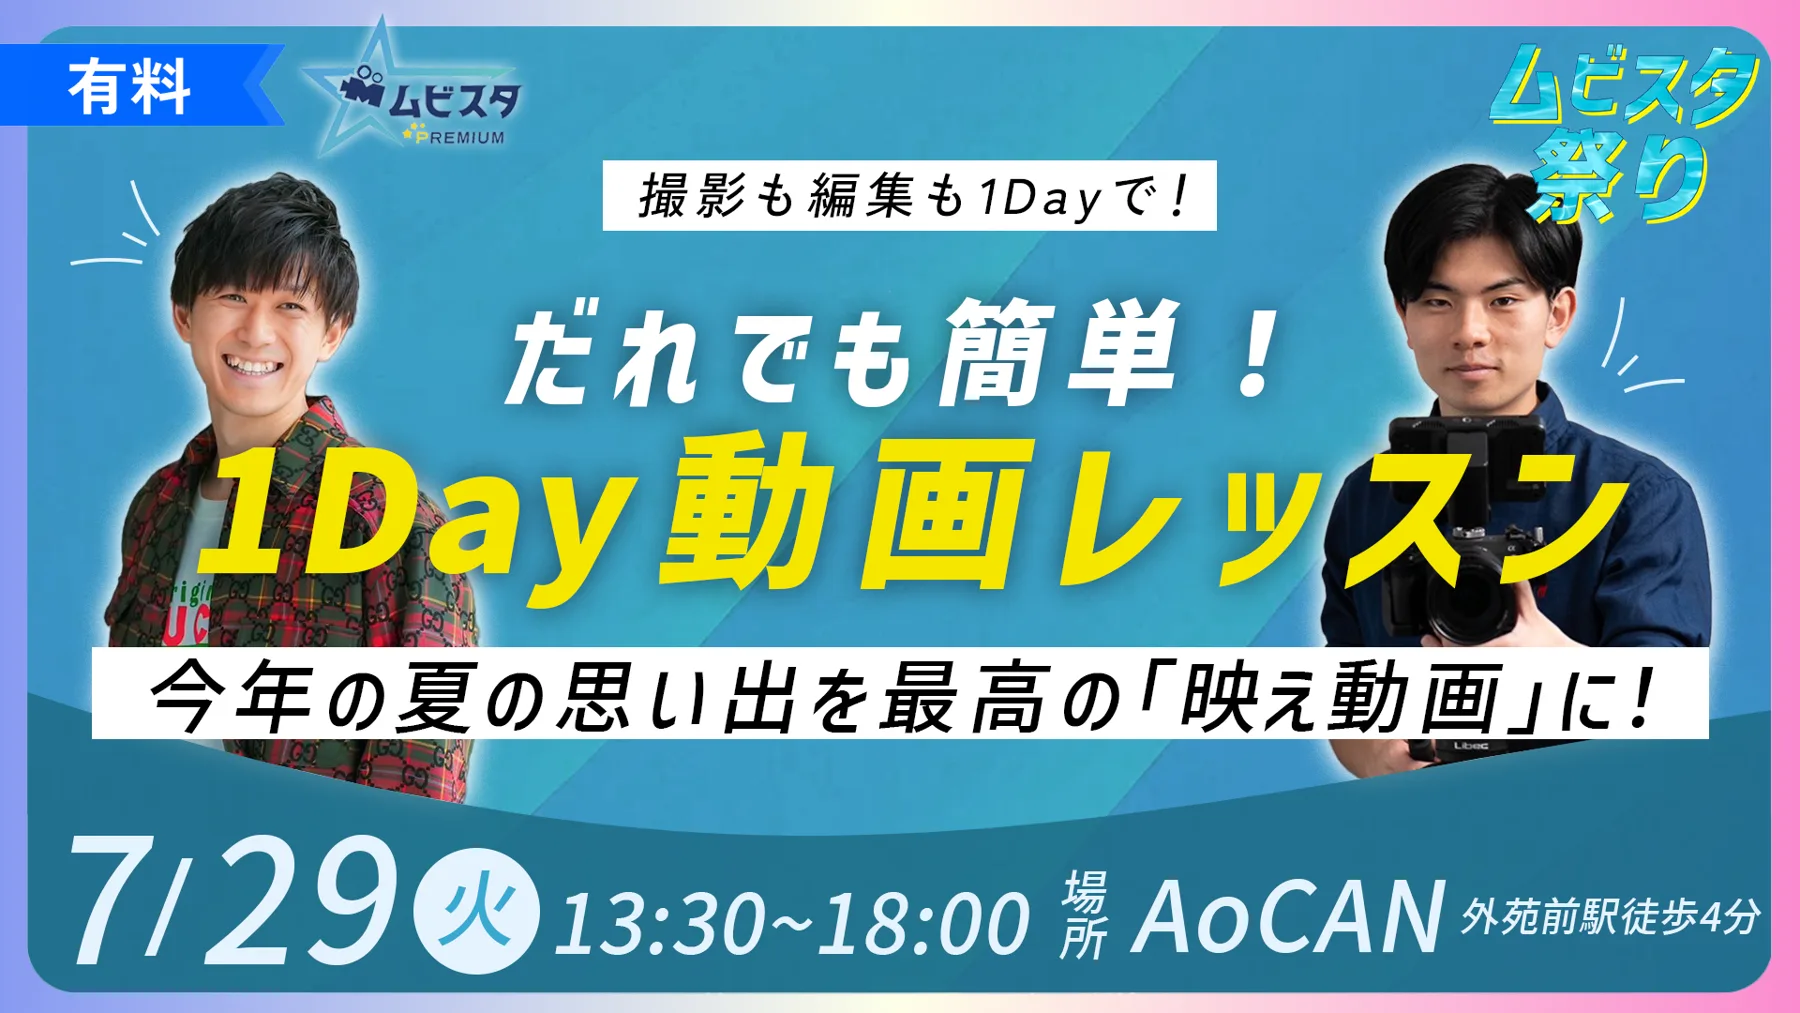 有料
ムビスタ
PREMIUM
ムビスタ
祭り
撮影も編集も1Dayで！
だれでも簡単！
1Day動画レッスン
今年の夏の思い出を最高の「映え動画」に！
Libec
7/29 火 13:30~18:00 場所 AoCAN 外苑前駅徒歩4分